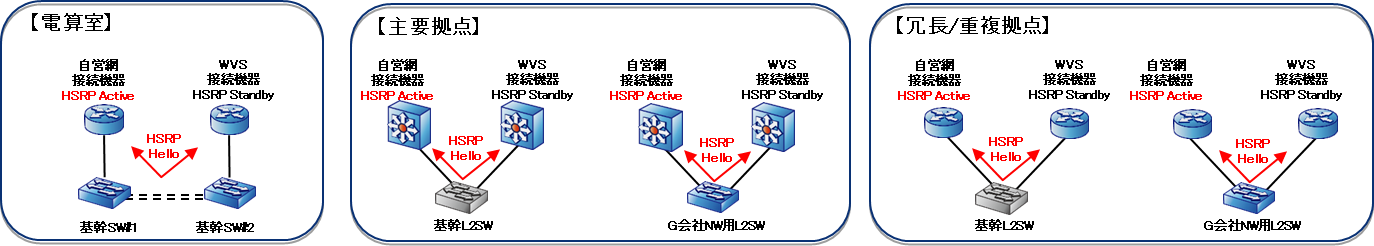 【電算室】
自営網
接続機器
HSRP Active
WVS
接続機器
HSRP Standby
HSRP
Hello
基幹SW#1
基幹SW#2
【主要拠点】
自営網
接続機器
HSRP Active
WVS
接続機器
HSRP Standby
HSRP
Hello
基幹L2SW
自営網
接続機器
HSRP Active
WVS
接続機器
HSRP Standby
HSRP
Hello
G会社NW用L2SW
【冗長/重複拠点】
自営網
接続機器
HSRP Active
WVS
接続機器
HSRP Standby
HSRP
Hello
基幹L2SW
自営網
接続機器
HSRP Active
WVS
接続機器
HSRP Standby
HSRP
Hello
G会社NW用L2SW